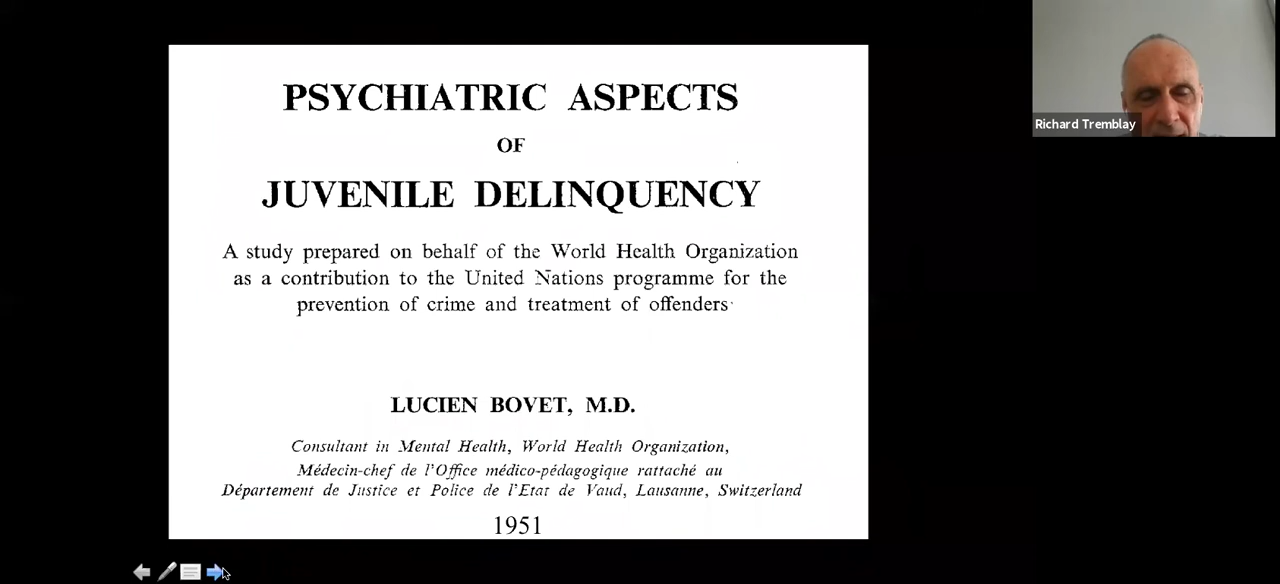 PSYCHIATRIC ASPECTS
OF
JUVENILE DELINQUENCY
A study prepared on behalf of the World Health Organization
as a contribution to the United Nations programme for the
prevention of crime and treatment of offenders
LUCIEN BOVET, M.D.
Consultant in Mental Health, World Health Organization,
Médecin-chef de l'Office médico-pédagogique rattaché au
Département de Justice et Police de l'Etat de Vaud, Lausanne, Switzerland
1951
Richard Tremblay